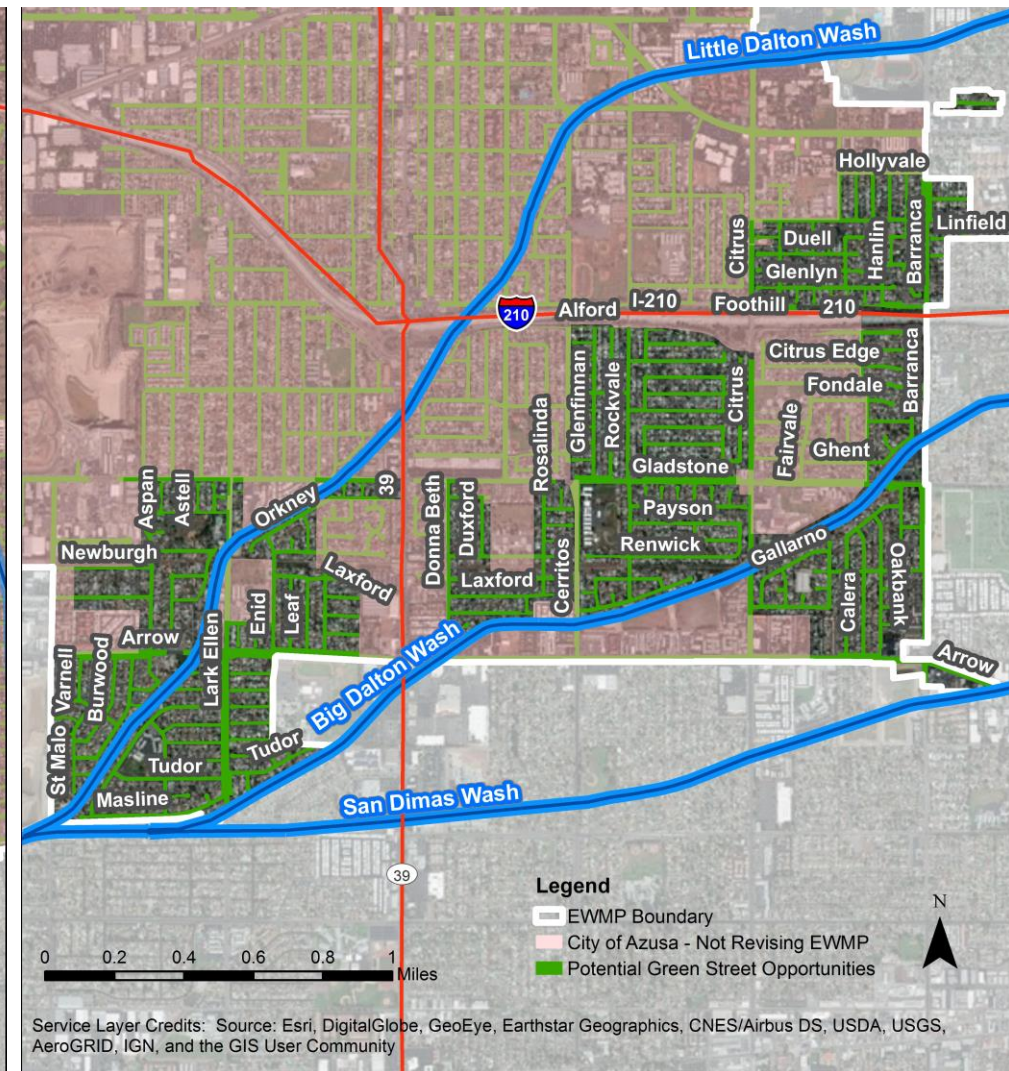 Little Dalton Wash
Hollyvale
Linfield
Citrus
Duell
Hanlin
Barranca
Glenlyn
210
Alford
I-210
Foothill
210
Citrus Edge
Glenfinnan
Rockvale
Citrus
Fondale
Barranca
Rosalinda
Fairvale
Ghent
Gladstone
Aspan
Astell
Orkney
39
Donna Beth
Duxford
Payson
Renwick
Gallarno
Newburgh
Laxford
Laxford
Cerritos
Calera
Oakbank
Enid
Leaf
Arrow
Lark Ellen
Varnell
Burwood
Arrow
Big Dalton Wash
St Malo
Tudor
Tudor
Masline
San Dimas Wash
39
Legend
EWMP Boundary
City of Azusa - Not Revising EWMP
Potential Green Street Opportunities
N
0 0.2 0.4 0.6 0.8 1
Miles
Service Layer Credits: Source: Esri, DigitalGlobe, GeoEye, Earthstar Geographics, CNES/Airbus DS, USDA, USGS,
AeroGRID, IGN, and the GIS User Community